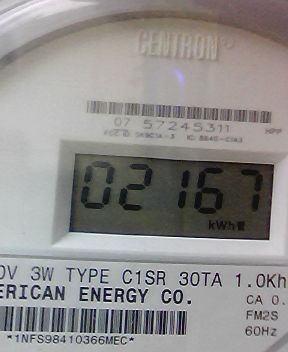 CENTRON®
07 57245311 HPP
02167
kWh
0V 3W TYPE C1SR 30TA 1.0Kh
ERICAN ENERGY CO. CA 0.
FM2S
*1NFS98410366MEC* 60Hz